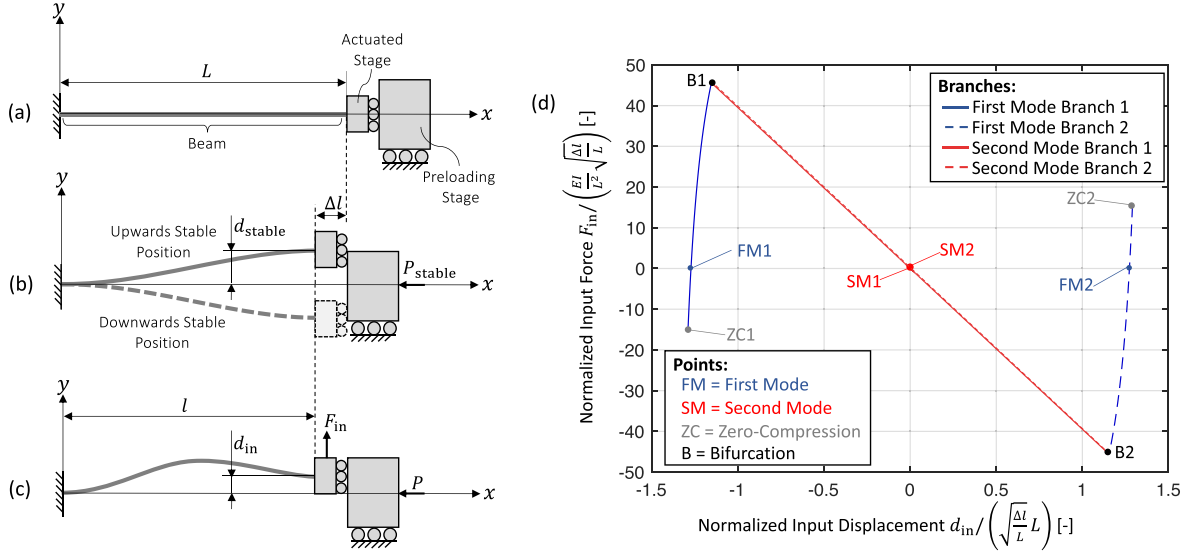 (a)
y
L
Actuated
Stage
x
Beam
Preloading
Stage
(b)
y
Δl
Upwards Stable
Position
d_stable
P_stable
x
Downwards Stable
Position
(c)
y
l
F_in
d_in
P
x
(d)
Normalized Input Force F_in/(EI/L² √(Δl/L)) [-]
50
40
30
20
10
0
-10
-20
-30
-40
-50
B1
Branches:
First Mode Branch 1
First Mode Branch 2
Second Mode Branch 1
Second Mode Branch 2
ZC2
FM1
SM2
SM1
FM2
ZC1
Points:
FM = First Mode
SM = Second Mode
ZC = Zero-Compression
B = Bifurcation
B2
-1.5 -1 -0.5 0 0.5 1 1.5
Normalized Input Displacement d_in/(√(Δl/L) L) [-]